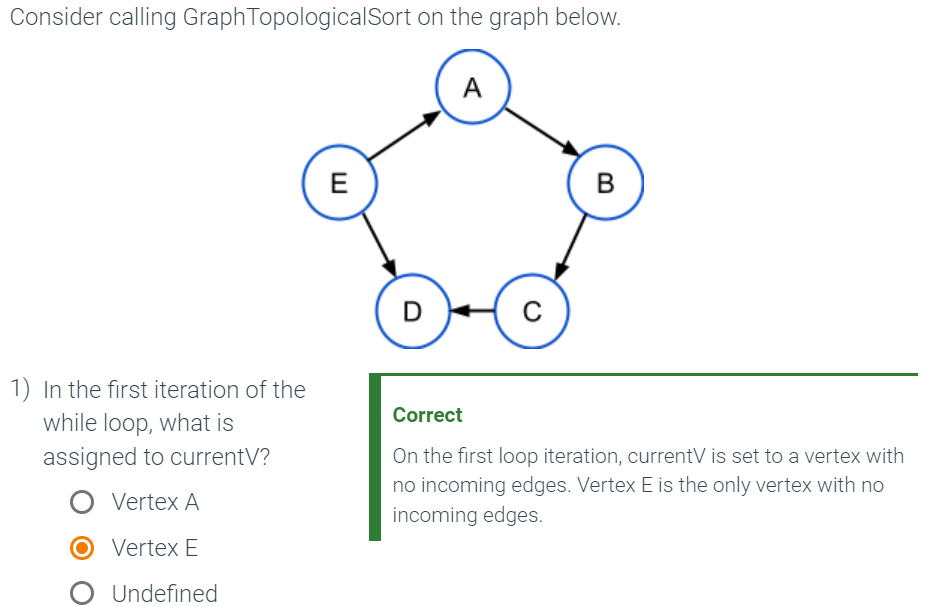 Consider calling GraphTopologicalSort on the graph below.
A
E
B
D
C
1) In the first iteration of the
while loop, what is
assigned to currentV?
Vertex A
Vertex E
Undefined
Correct
On the first loop iteration, currentV is set to a vertex with
no incoming edges. Vertex E is the only vertex with no
incoming edges.